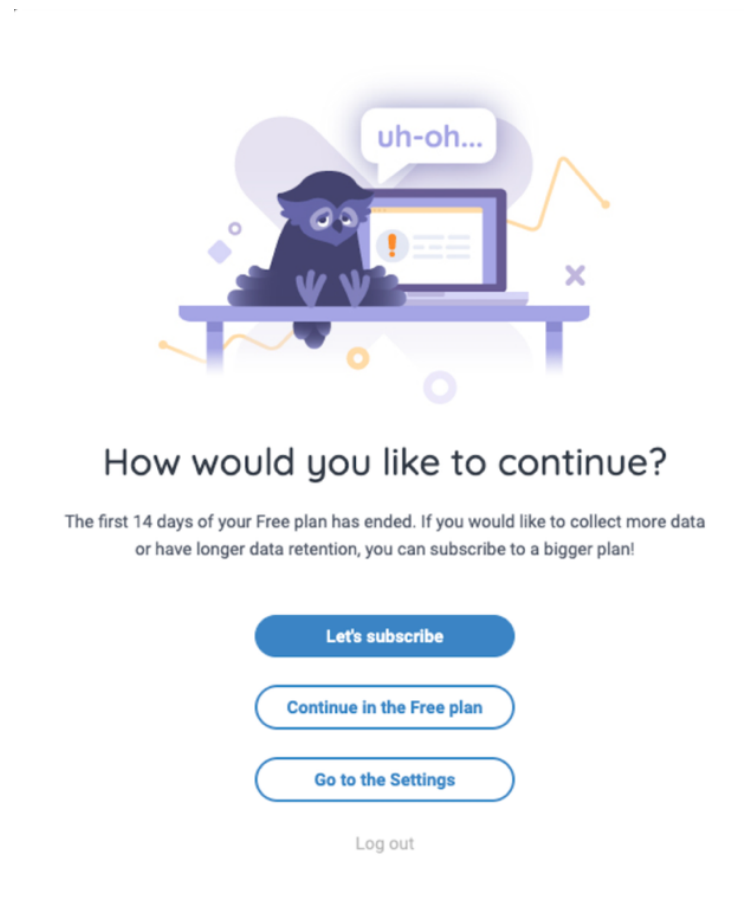 uh-oh...
!
How would you like to continue?
The first 14 days of your Free plan has ended. If you would like to collect more data
or have longer data retention, you can subscribe to a bigger plan!
Let's subscribe
Continue in the Free plan
Go to the Settings
Log out